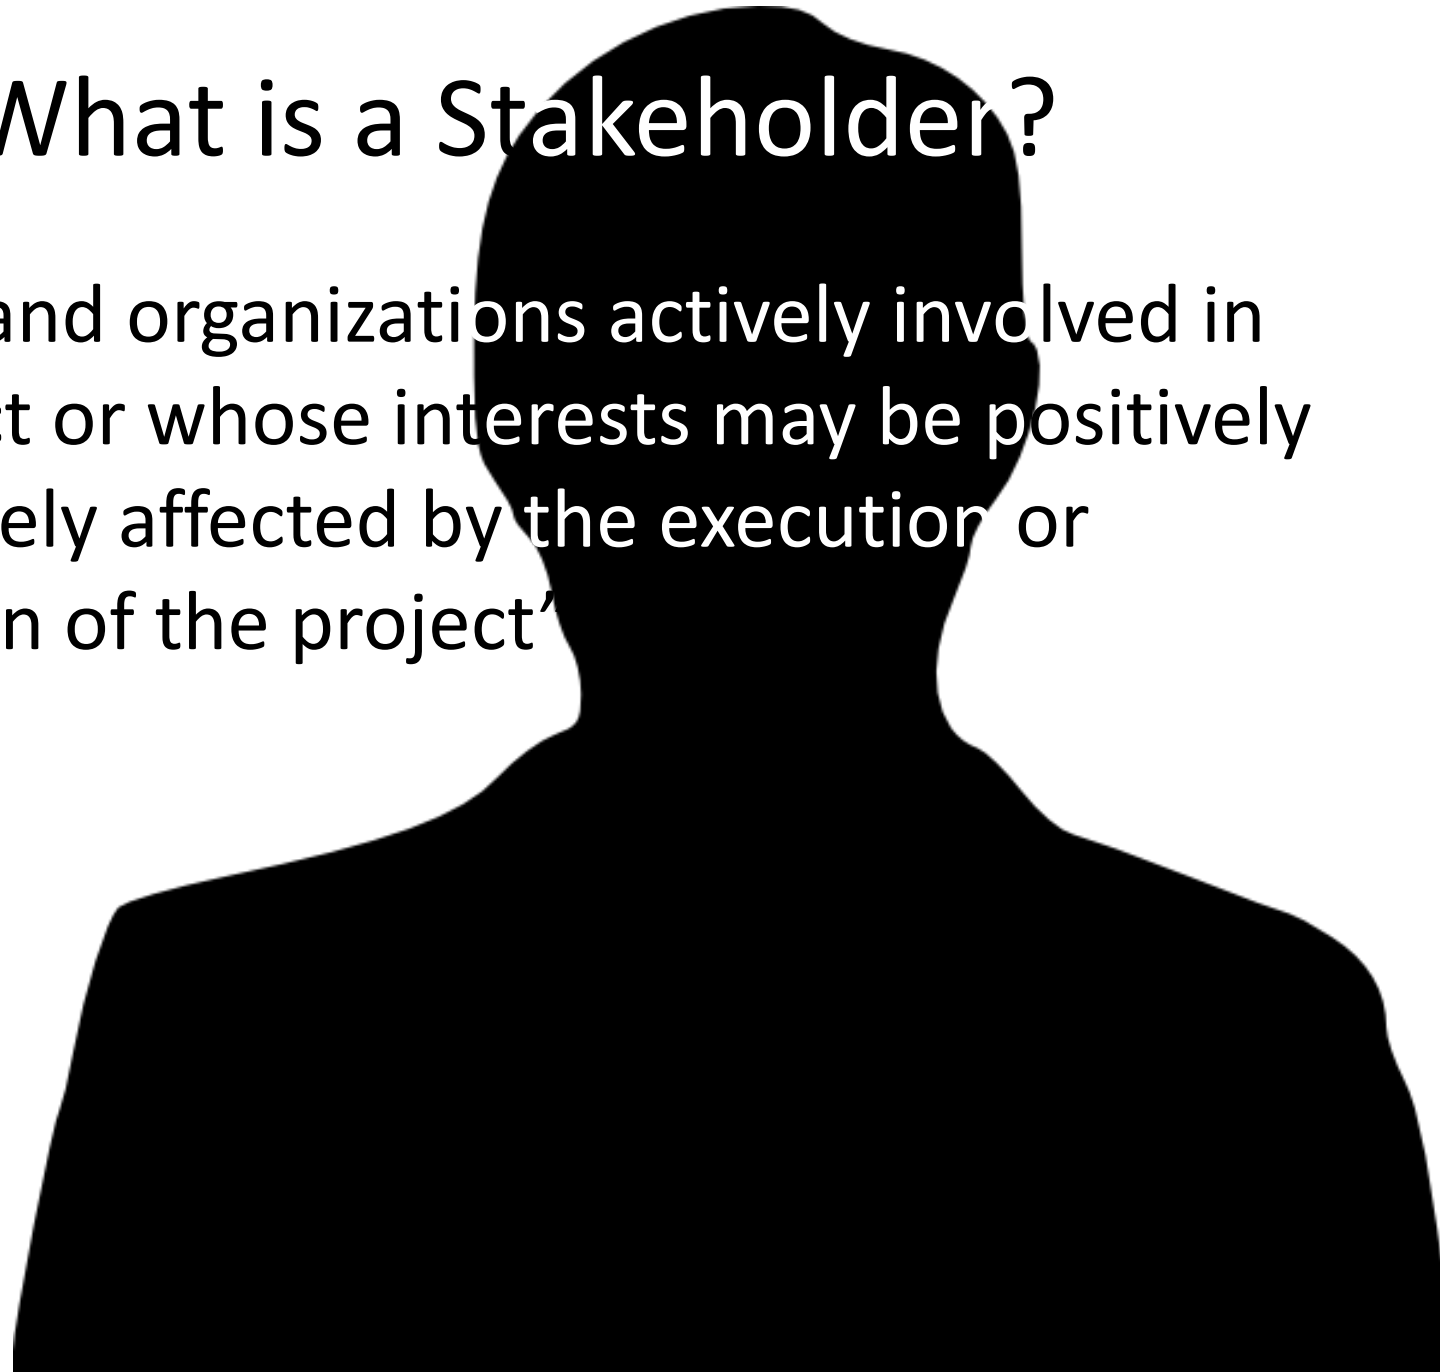 What is a Stakeholder?
and organizations actively involved in
ct or whose interests may be positively
ely affected by the execution or
n of the project’